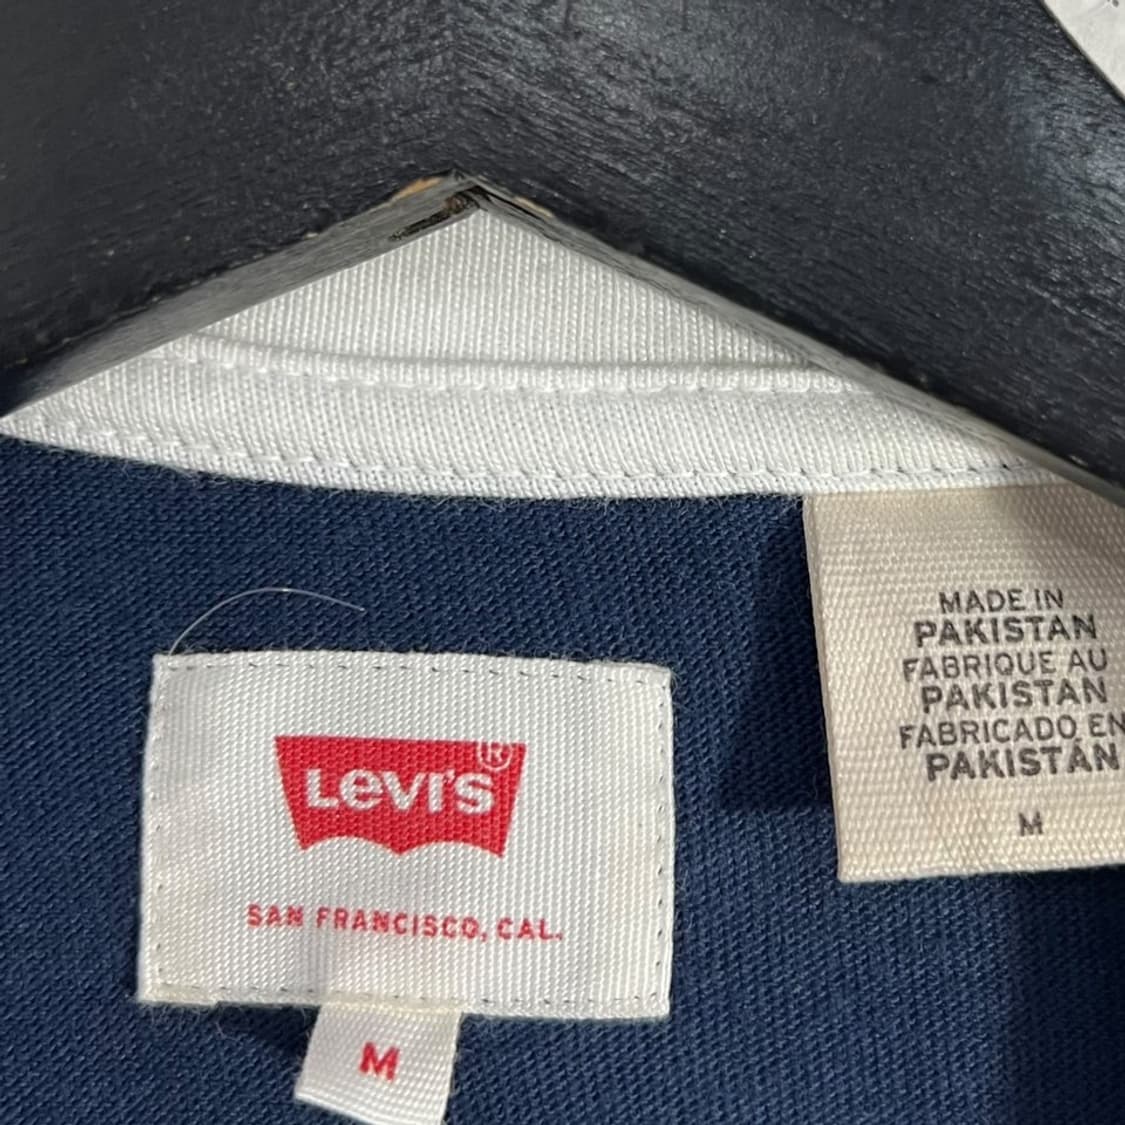 Levi's®
SAN FRANCISCO, CAL.
M
MADE IN
PAKISTAN
FABRIQUE AU
PAKISTAN
FABRICADO EN
PAKISTÁN
M